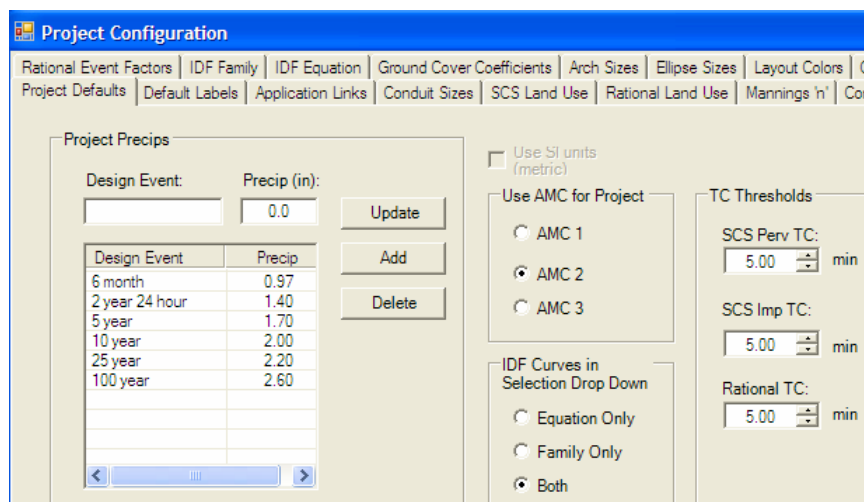 Project Configuration
Rational Event Factors IDF Family IDF Equation Ground Cover Coefficients Arch Sizes Ellipse Sizes Layout Colors
Project Defaults Default Labels Application Links Conduit Sizes SCS Land Use Rational Land Use Mannings 'n'
Project Precips
Design Event: Precip (in):
0.0
Update
Add
Delete
Design Event Precip
6 month 0.97
2 year 24 hour 1.40
5 year 1.70
10 year 2.00
25 year 2.20
100 year 2.60
Use SI units
(metric)
Use AMC for Project
AMC 1
AMC 2
AMC 3
IDF Curves in
Selection Drop Down
Equation Only
Family Only
Both
TC Thresholds
SCS Perv TC:
5.00 min
SCS Imp TC:
5.00 min
Rational TC:
5.00 min